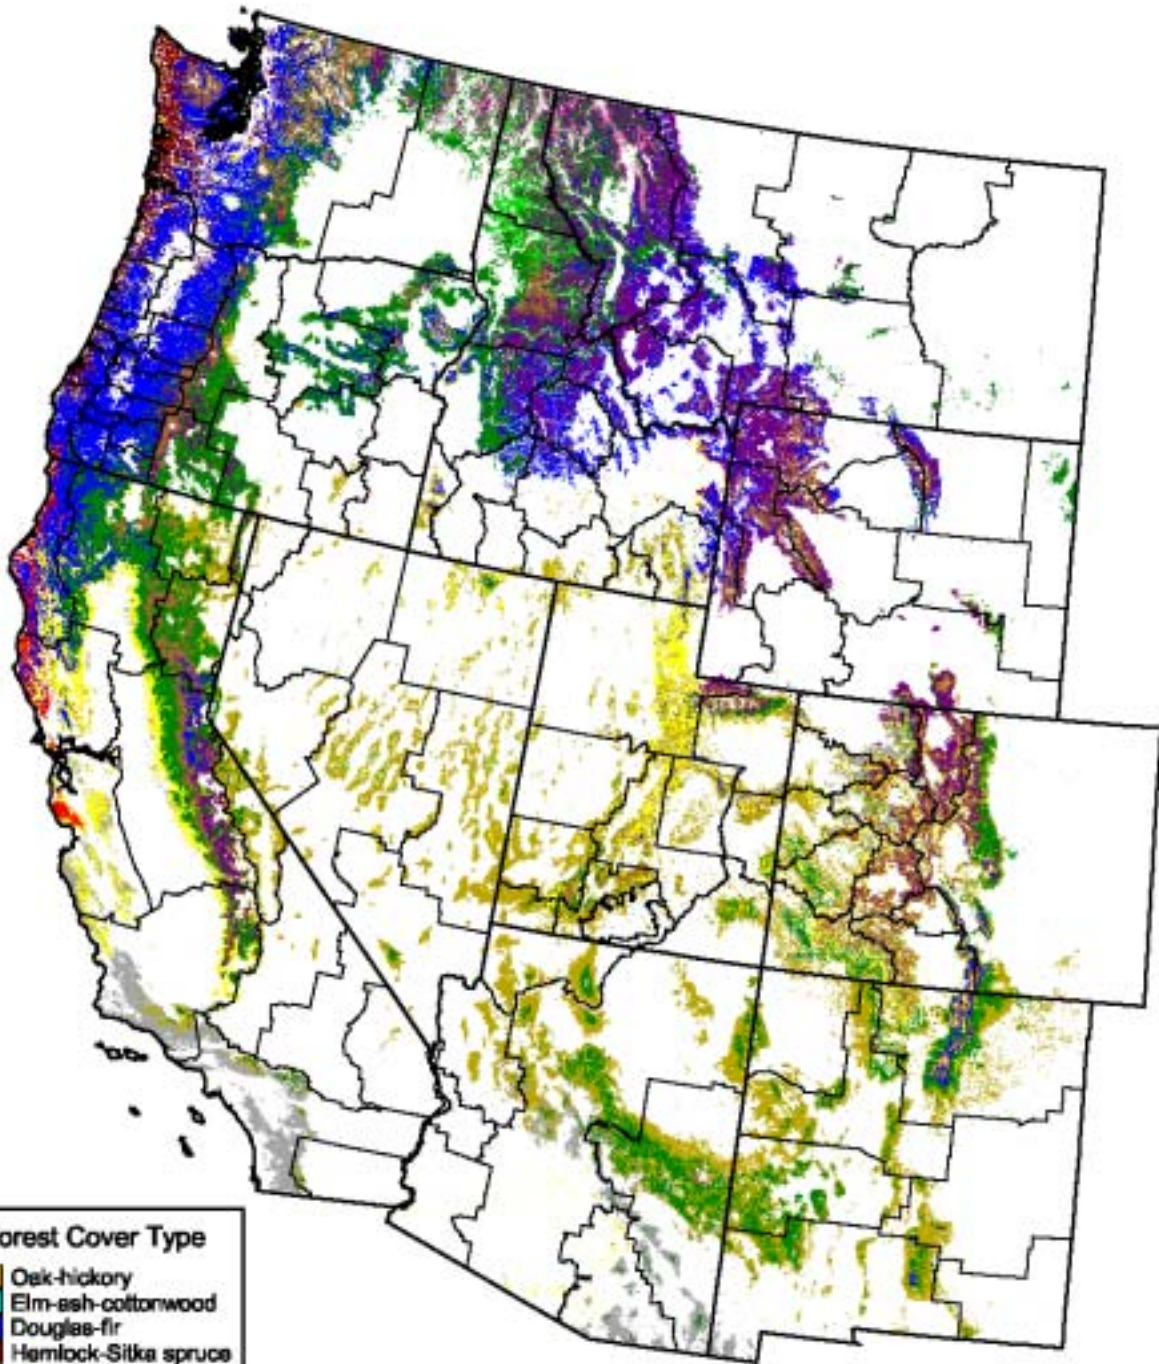 orest Cover Type
Oak-hickory
Elm-ash-cottonwood
Douglas-fir
Hemlock-Sitka spruce